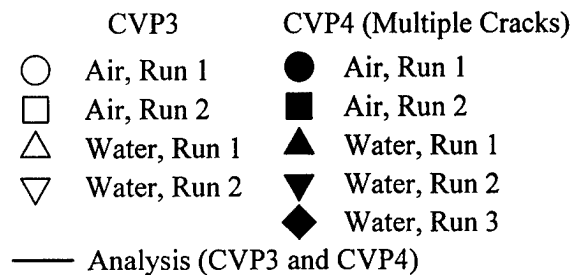 CVP3 CVP4 (Multiple Cracks)
Air, Run 1 Air, Run 1
Air, Run 2 Air, Run 2
Water, Run 1 Water, Run 1
Water, Run 2 Water, Run 2
Water, Run 3
Analysis (CVP3 and CVP4)